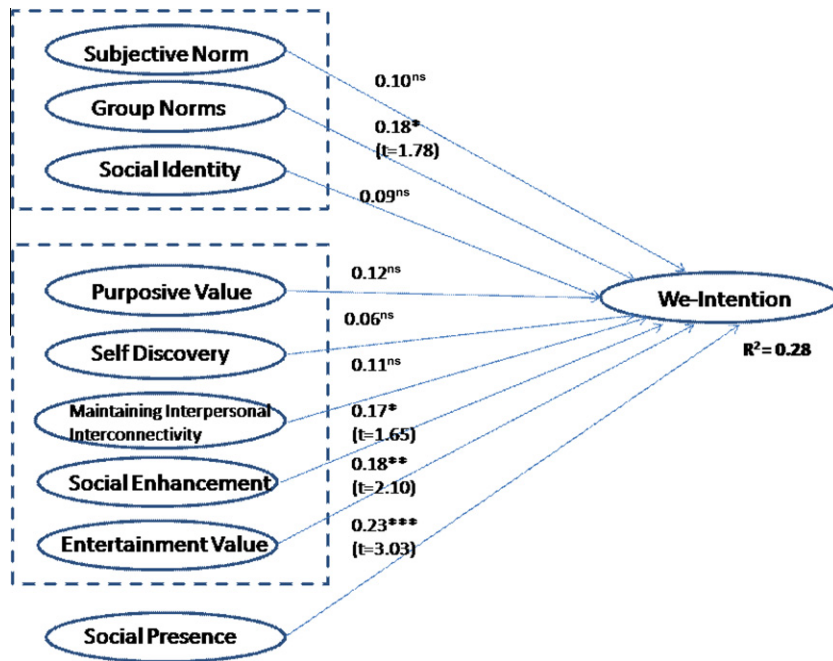 Subjective Norm
0.10ns
Group Norms
0.18*
(t=1.78)
Social Identity
0.09ns
Purposive Value
0.12ns
We-Intention
Self Discovery
0.06ns
R²= 0.28
0.11ns
Maintaining Interpersonal
Interconnectivity
0.17*
(t=1.65)
Social Enhancement
0.18**
(t=2.10)
Entertainment Value
0.23***
(t=3.03)
Social Presence